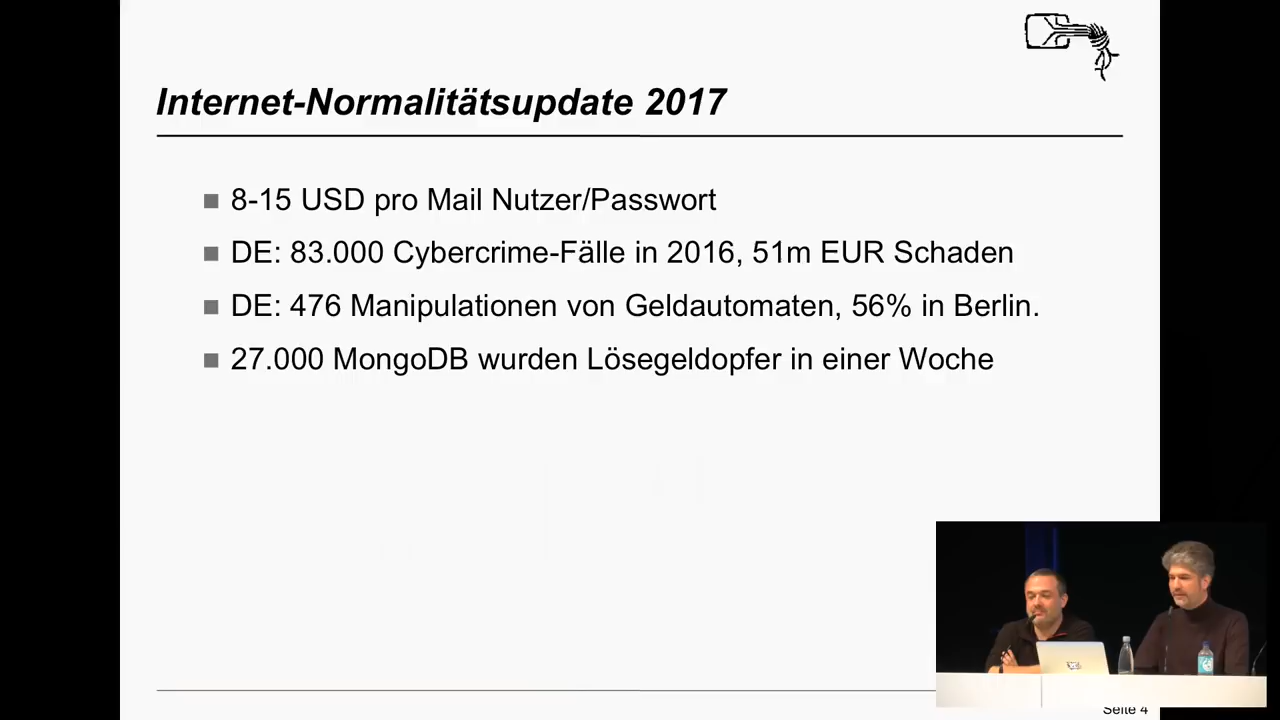 Internet-Normalitätsupdate 2017
8-15 USD pro Mail Nutzer/Passwort
DE: 83.000 Cybercrime-Fälle in 2016, 51m EUR Schaden
DE: 476 Manipulationen von Geldautomaten, 56% in Berlin.
27.000 MongoDB wurden Lösegeldopfer in einer Woche
Seite 4